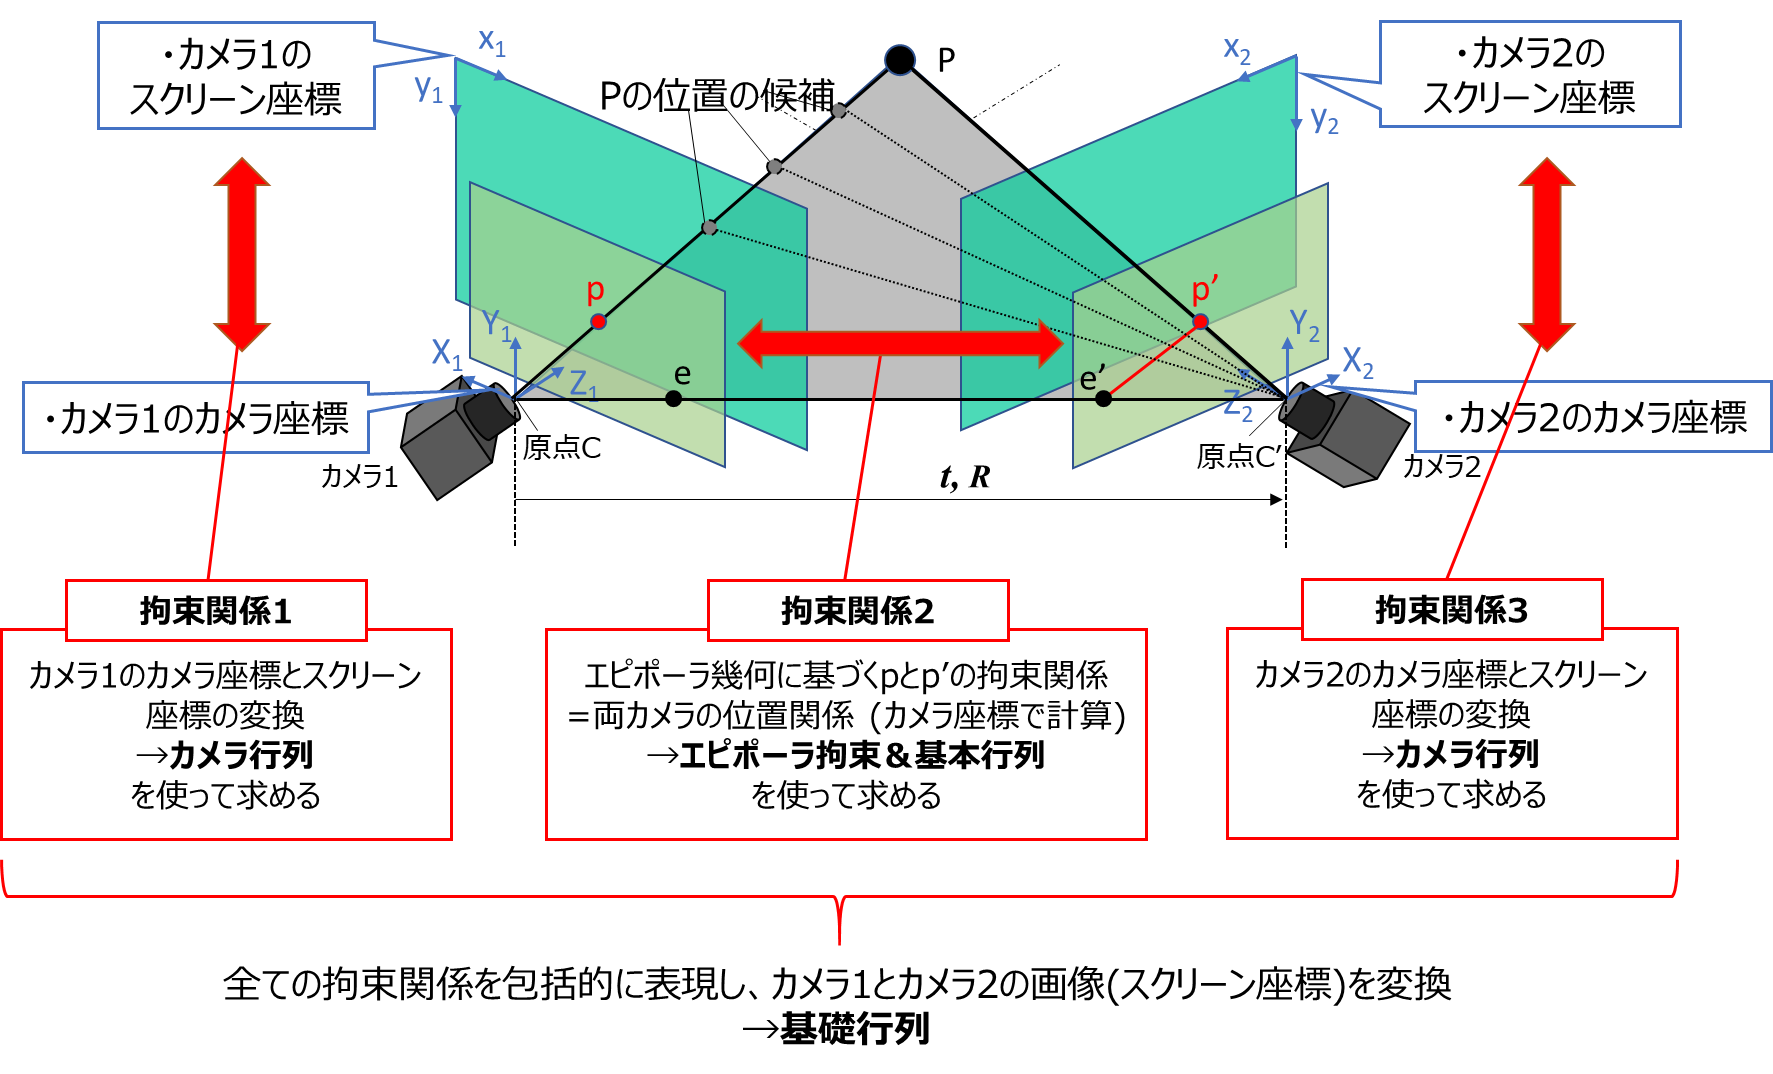 ・カメラ1の
スクリーン座標
x1
y1
Pの位置の候補
P
x2
y2
・カメラ2の
スクリーン座標
p
p’
Y1
X1
Z1
e
e’
Y2
X2
Z2
・カメラ1のカメラ座標
・カメラ2のカメラ座標
原点C
原点C’
カメラ1
カメラ2
t, R
拘束関係1
カメラ1のカメラ座標とスクリーン
座標の変換
→カメラ行列
を使って求める
拘束関係2
エピポーラ幾何に基づくpとp’の拘束関係
＝両カメラの位置関係 (カメラ座標で計算)
→エピポーラ拘束＆基本行列
を使って求める
拘束関係3
カメラ2のカメラ座標とスクリーン
座標の変換
→カメラ行列
を使って求める
全ての拘束関係を包括的に表現し、カメラ1とカメラ2の画像(スクリーン座標)を変換
→基礎行列